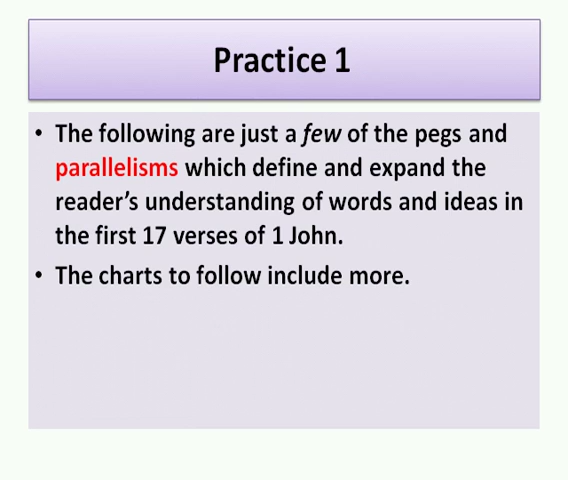 Practice 1
• The following are just a few of the pegs and
parallelisms which define and expand the
reader’s understanding of words and ideas in
the first 17 verses of 1 John.
• The charts to follow include more.